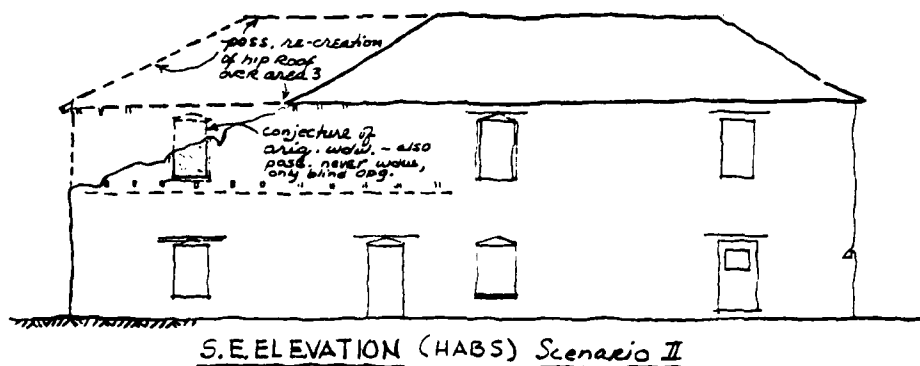 poss. re-creation
of hip roof
over area 3
conjecture of
orig. wdw. - also
poss. never wdw,
only blind opg.
S.E. ELEVATION (HABS) Scenario II